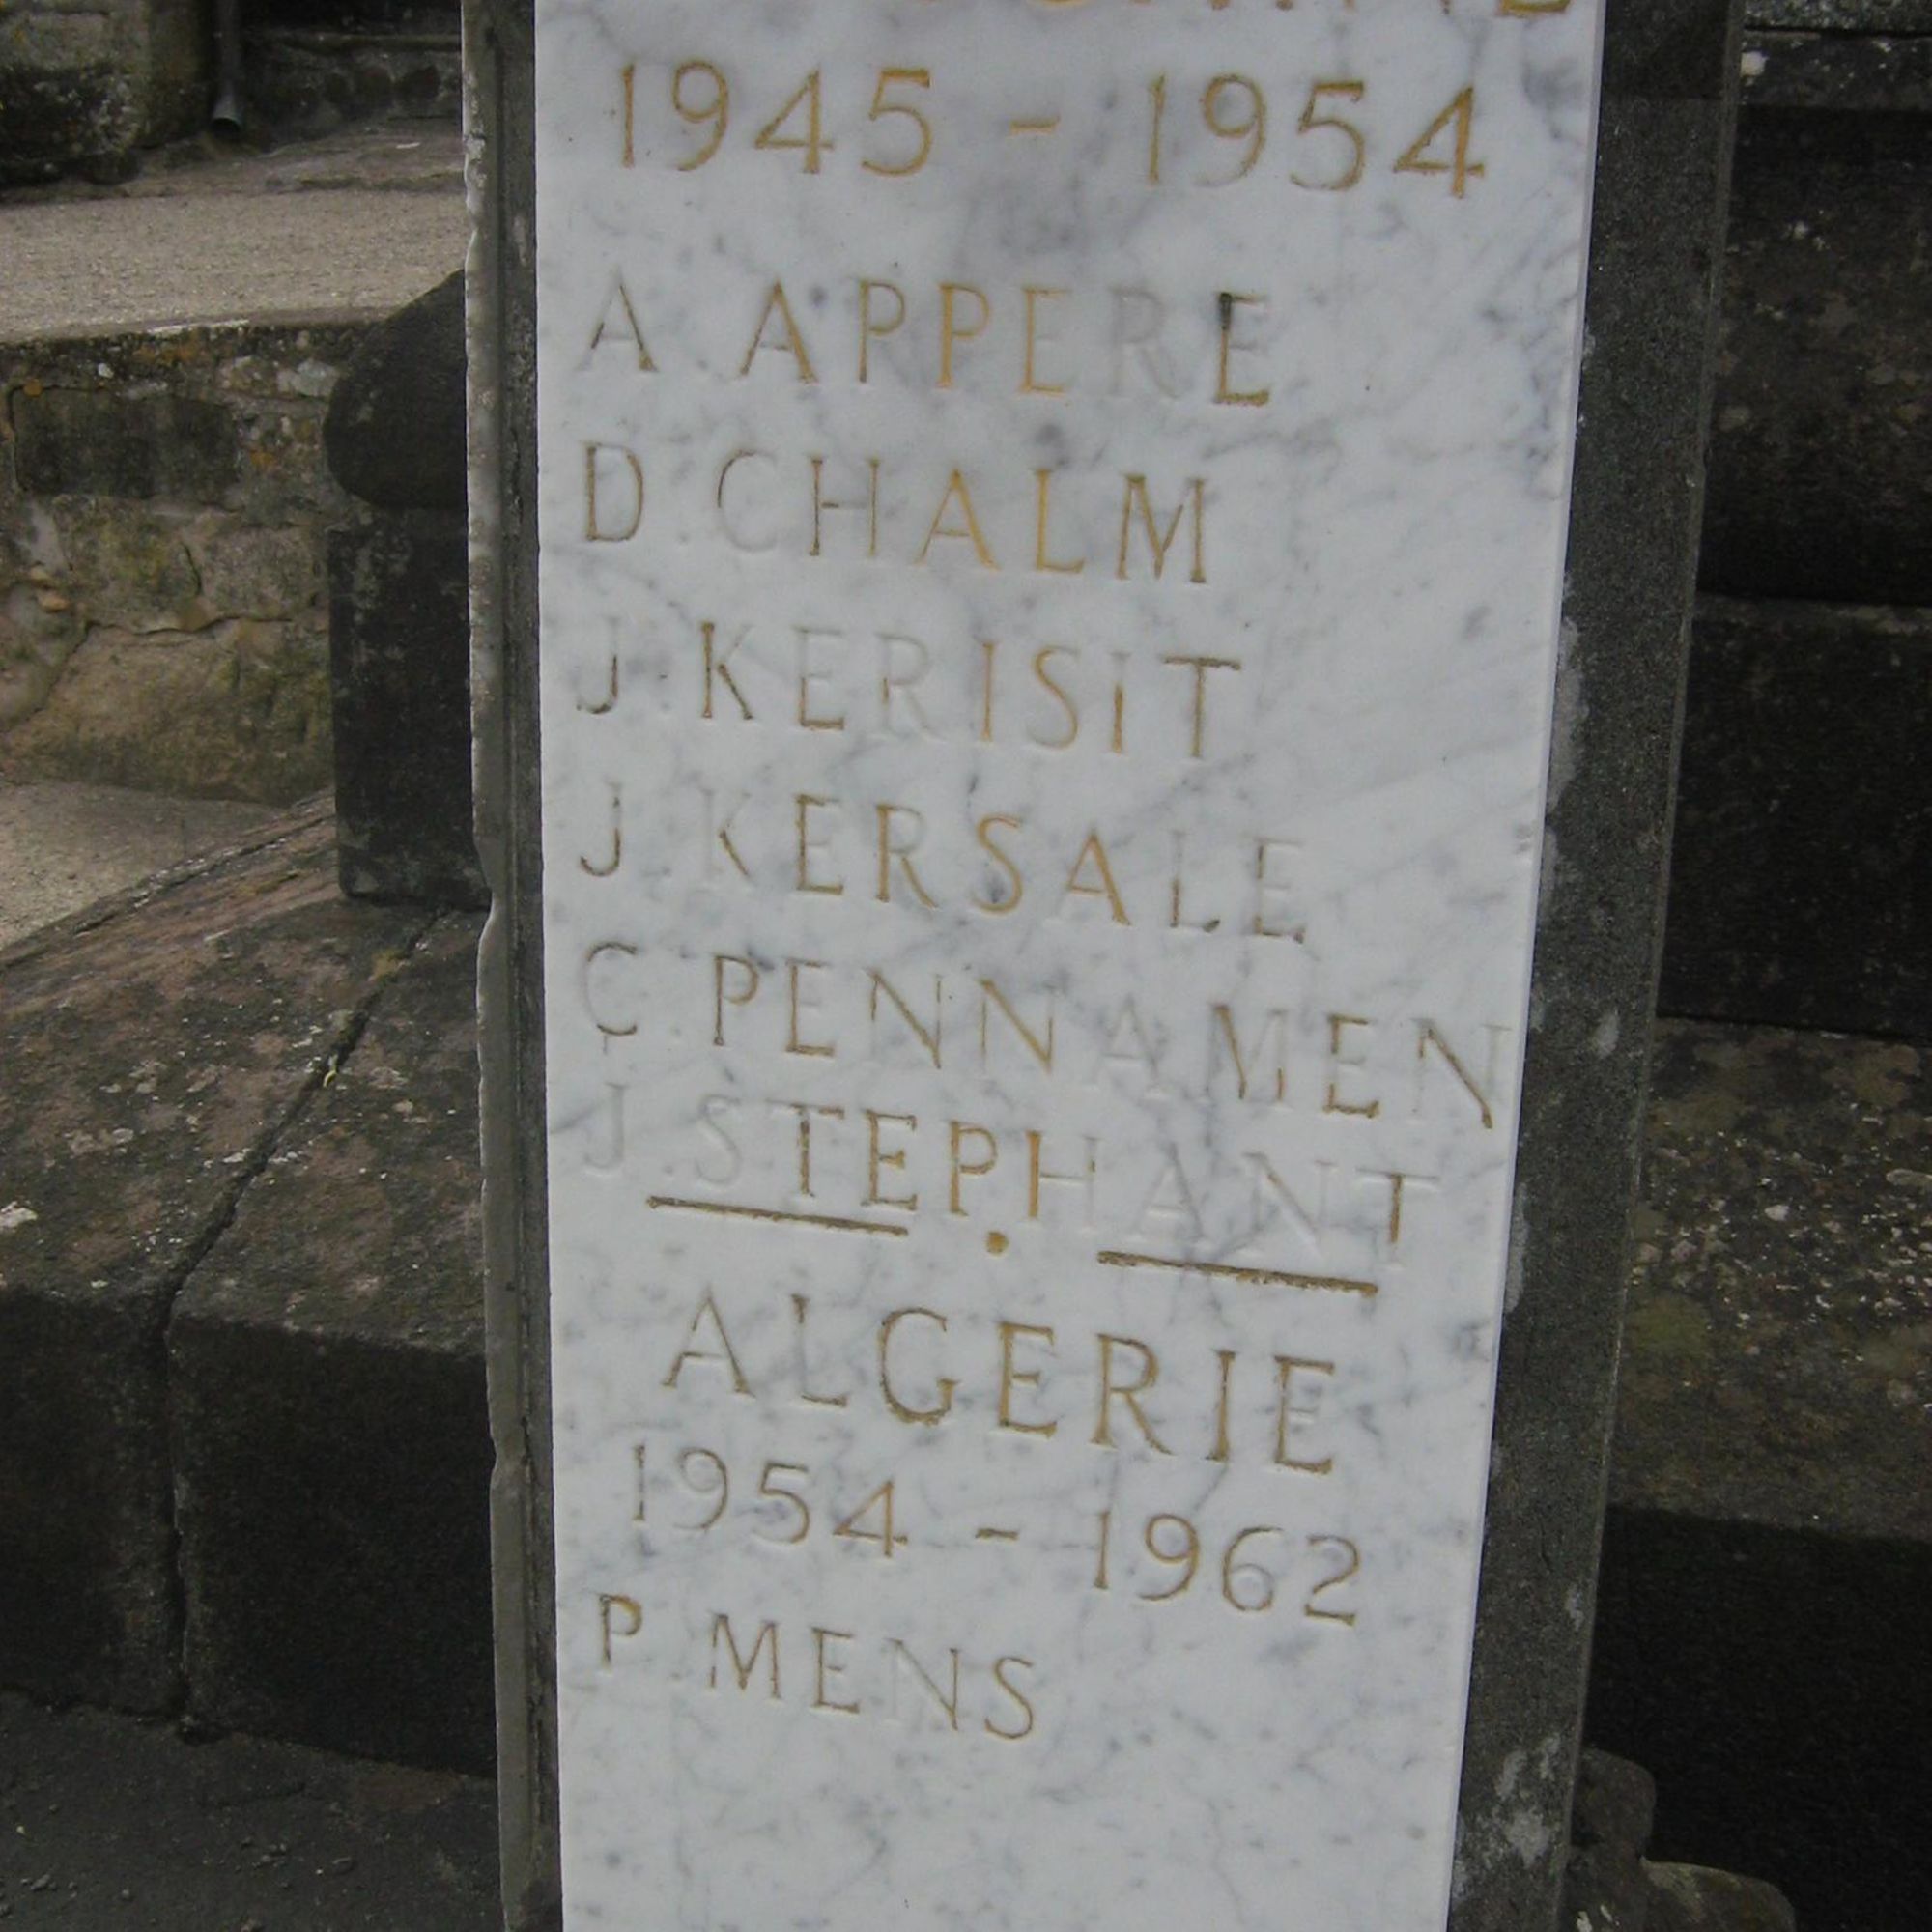 1945 - 1954
A. APPERE
D. CHALM
J. KERISIT
J. KERSALE
C. PENNAMEN
J. STEPHANT
ALGERIE
1954 - 1962
P. MENS